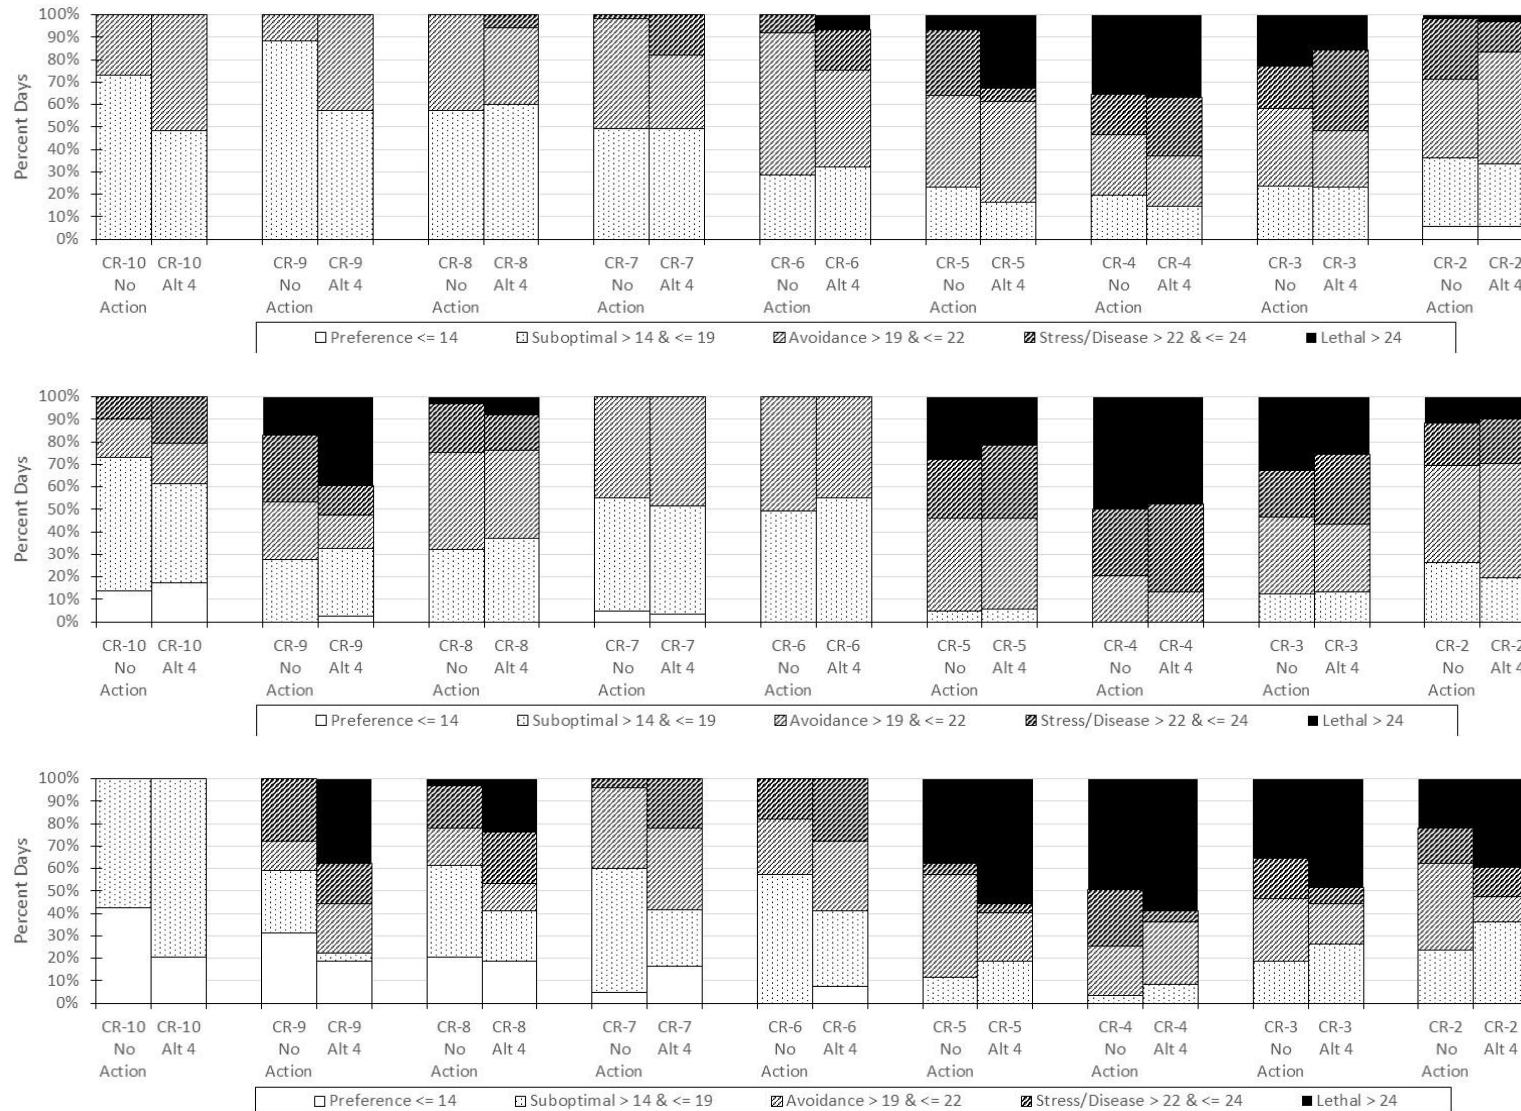 Percent Days
100%
90%
80%
70%
60%
50%
40%
30%
20%
10%
0%
CR-10 CR-10 CR-9 CR-9 CR-8 CR-8 CR-7 CR-7 CR-6 CR-6 CR-5 CR-5 CR-4 CR-4 CR-3 CR-3 CR-2 CR-2
No Alt 4 No Alt 4 No Alt 4 No Alt 4 No Alt 4 No Alt 4 No Alt 4 No Alt 4 No Alt 4
Action Action Action Action Action Action Action Action Action
Preference <= 14 Suboptimal > 14 & <= 19 Avoidance > 19 & <= 22 Stress/Disease > 22 & <= 24 Lethal > 24
Percent Days
100%
90%
80%
70%
60%
50%
40%
30%
20%
10%
0%
CR-10 CR-10 CR-9 CR-9 CR-8 CR-8 CR-7 CR-7 CR-6 CR-6 CR-5 CR-5 CR-4 CR-4 CR-3 CR-3 CR-2 CR-2
No Alt 4 No Alt 4 No Alt 4 No Alt 4 No Alt 4 No Alt 4 No Alt 4 No Alt 4 No Alt 4
Action Action Action Action Action Action Action Action Action
Preference <= 14 Suboptimal > 14 & <= 19 Avoidance > 19 & <= 22 Stress/Disease > 22 & <= 24 Lethal > 24
Percent Days
100%
90%
80%
70%
60%
50%
40%
30%
20%
10%
0%
CR-10 CR-10 CR-9 CR-9 CR-8 CR-8 CR-7 CR-7 CR-6 CR-6 CR-5 CR-5 CR-4 CR-4 CR-3 CR-3 CR-2 CR-2
No Alt 4 No Alt 4 No Alt 4 No Alt 4 No Alt 4 No Alt 4 No Alt 4 No Alt 4 No Alt 4
Action Action Action Action Action Action Action Action Action
Preference <= 14 Suboptimal > 14 & <= 19 Avoidance > 19 & <= 22 Stress/Disease > 22 & <= 24 Lethal > 24